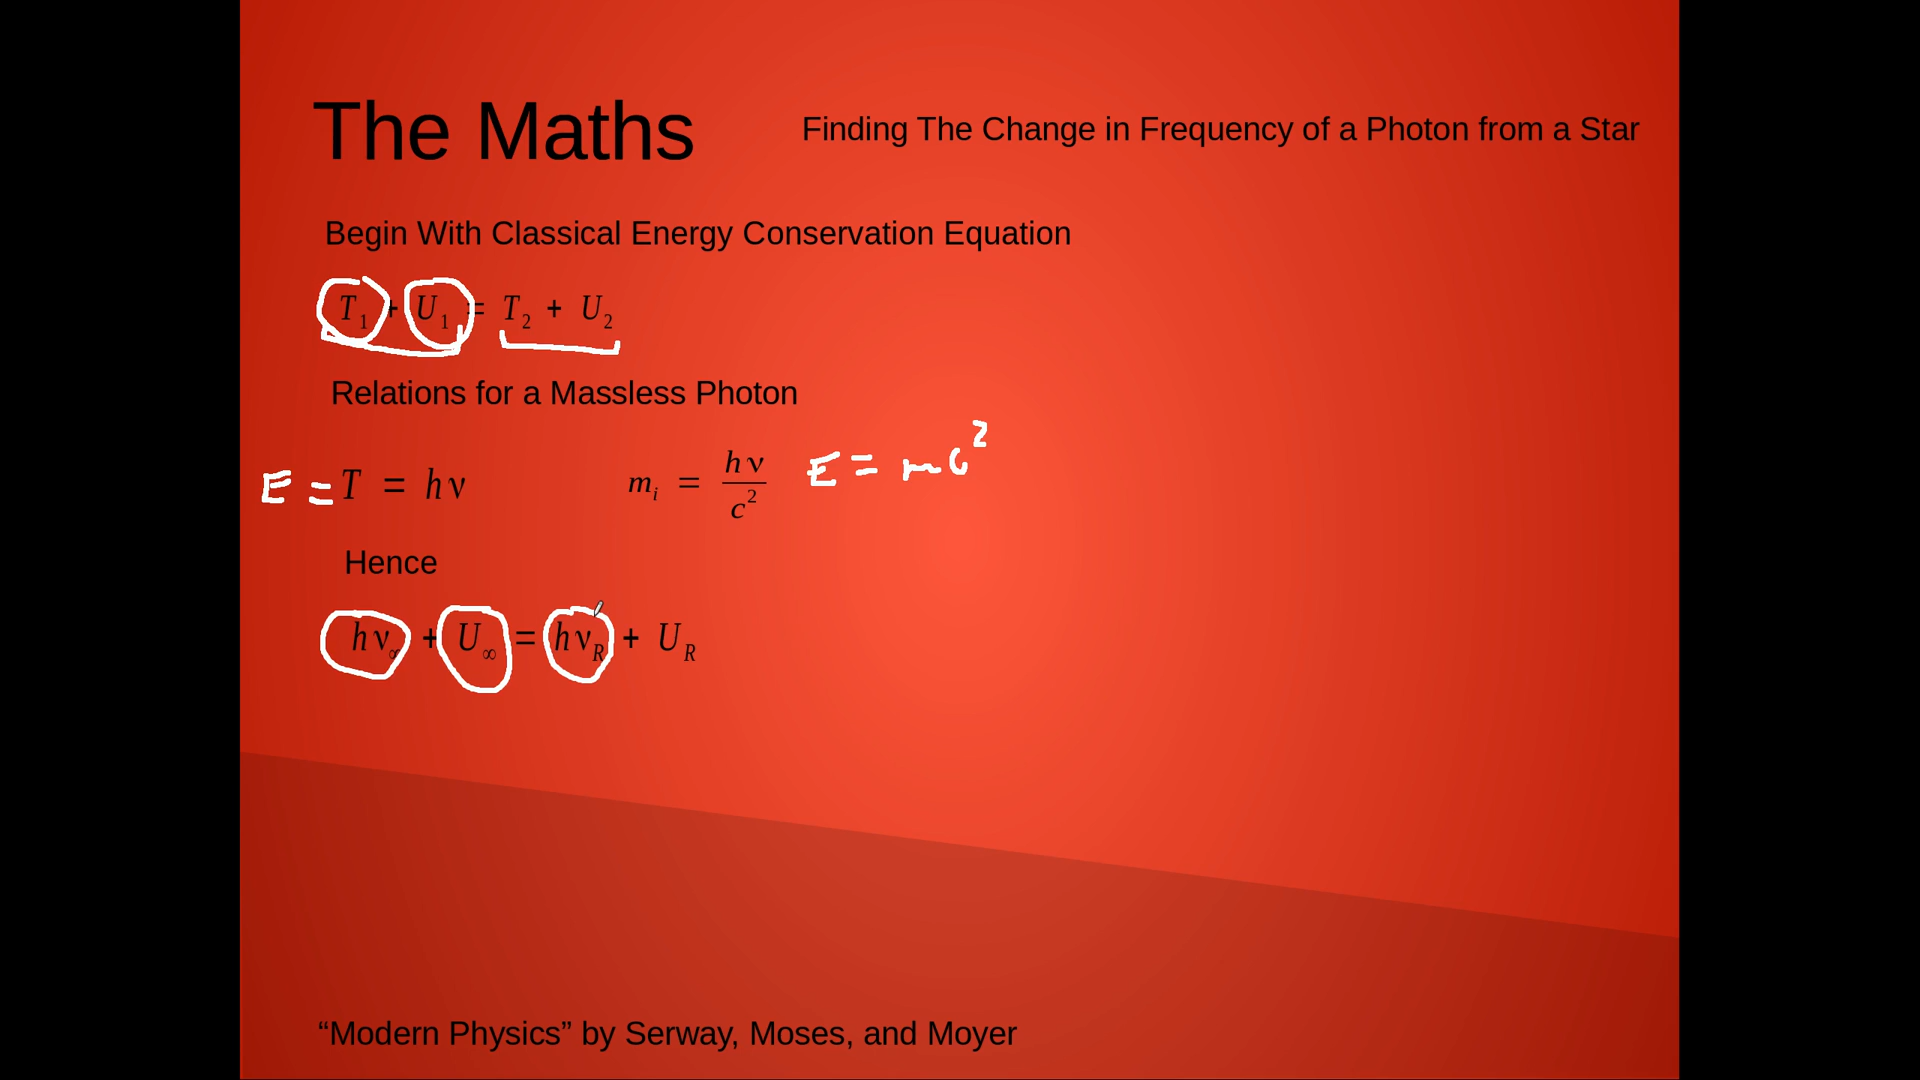 The Maths
Finding The Change in Frequency of a Photon from a Star
Begin With Classical Energy Conservation Equation
T₁ + U₁ = T₂ + U₂
Relations for a Massless Photon
E = T = hν
mᵢ = hν / c²
E = mc²
Hence
hν∞ + U∞ = hν_R + U_R
“Modern Physics” by Serway, Moses, and Moyer